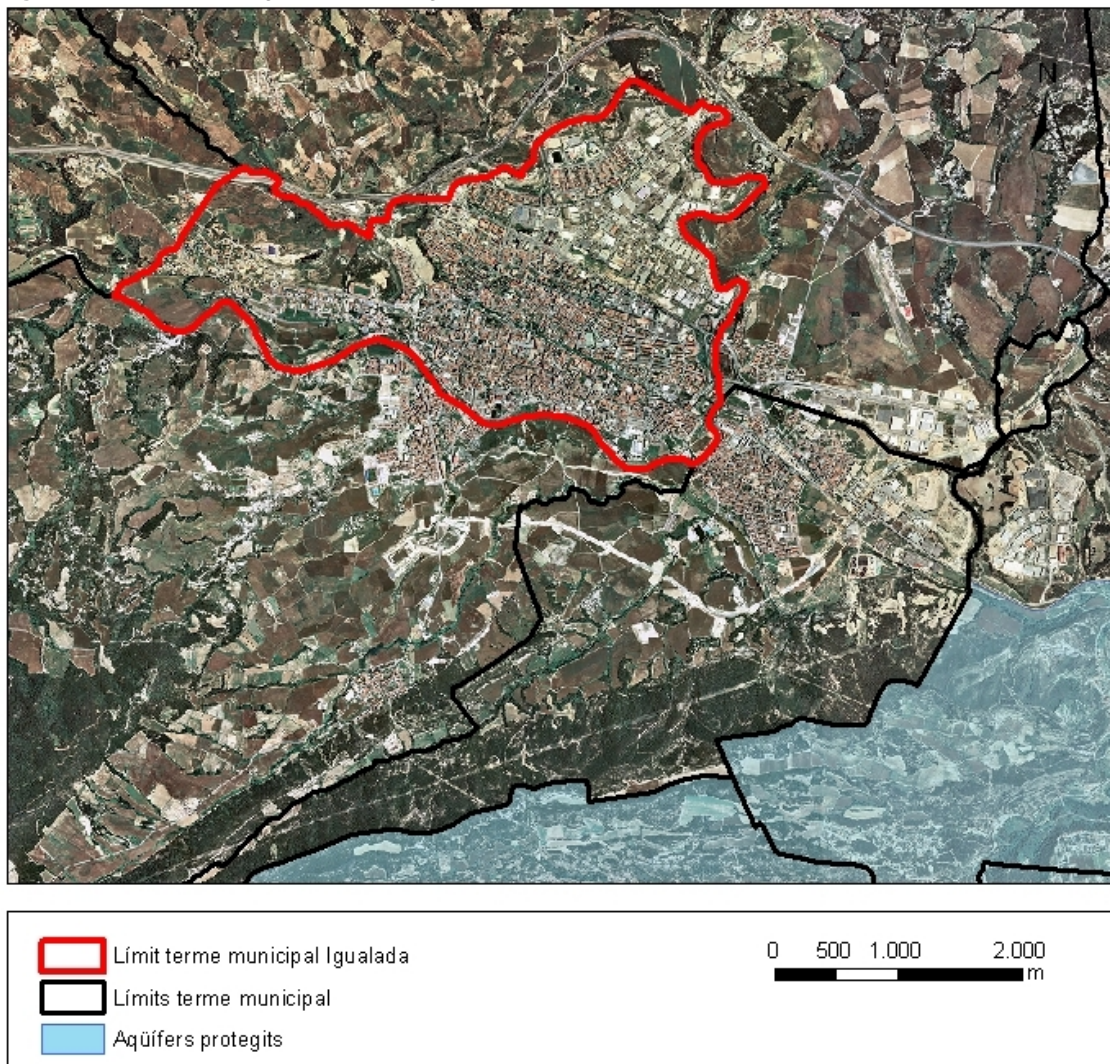 N
Límit terme municipal Igualada
Límits terme municipal
Aqüífers protegits
0 500 1.000 2.000
m